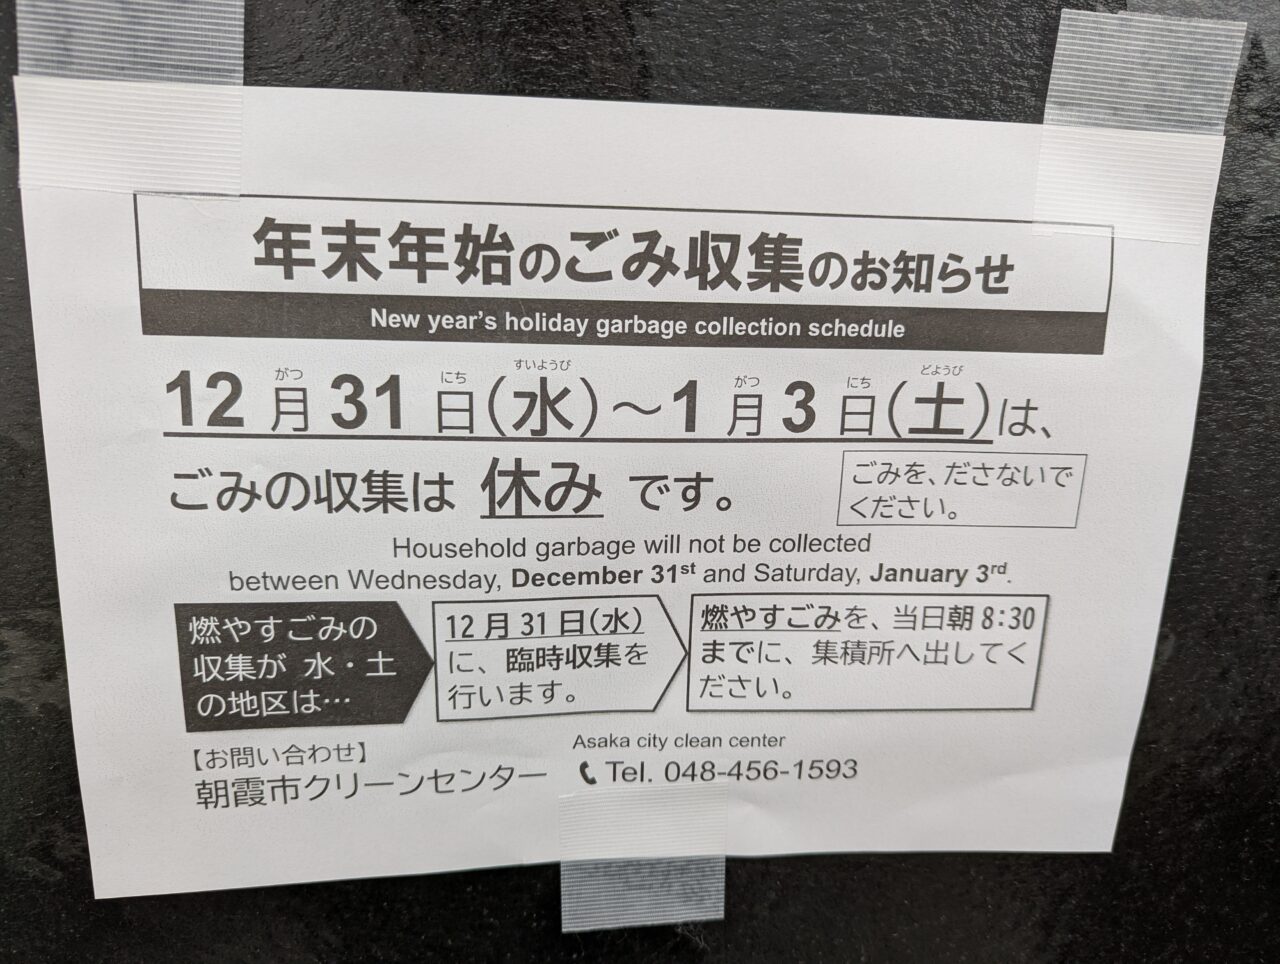 年末年始のごみ収集のお知らせ
New year's holiday garbage collection schedule
がつ にち すいようび がつ にち どようび
12月31日(水)～1月3日(土)は、
ごみの収集は 休み です。
ごみを、ださないで
ください。
Household garbage will not be collected
between Wednesday, December 31st and Saturday, January 3rd.
燃やすごみの
収集が 水・土
の地区は…
12月31日(水)
に、臨時収集を
行います。
燃やすごみを、当日朝8:30
までに、集積所へ出してく
ださい。
【お問い合わせ】
朝霞市クリーンセンター
Asaka city clean center
Tel. 048-456-1593